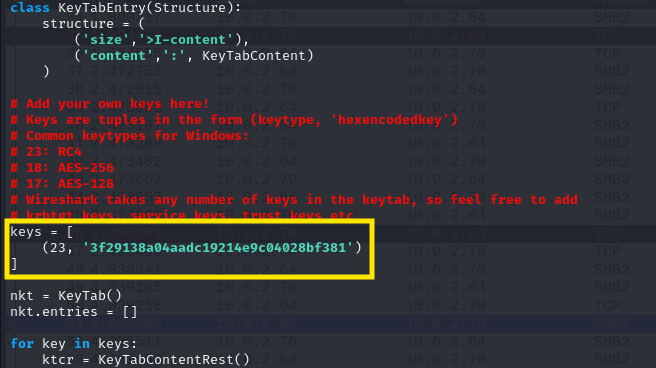 class KeyTabEntry(Structure):
    structure = (
        ('size','>I-content'),
        ('content',':', KeyTabContent)
    )
# Add your own keys here!
# Keys are tuples in the form (keytype, 'hexencodedkey')
# Common keytypes for Windows:
# 23: RC4
# 18: AES-256
# 17: AES-128
# Wireshark takes any number of keys in the keytab, so feel free to add
# krbtgt keys, service keys, trust keys etc
keys = [
    (23, '3f29138a04aadc19214e9c04028bf381')
]
nkt = KeyTab()
nkt.entries = []
for key in keys:
    ktcr = KeyTabContentRest()